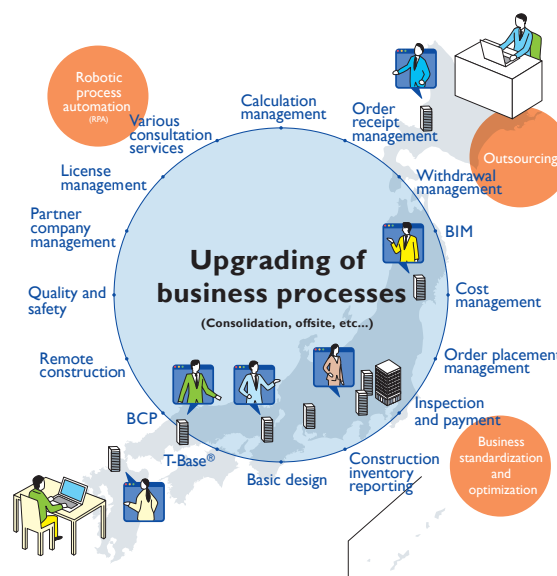 Robotic
process
automation
(RPA)
Calculation
management
Order
receipt
management
Outsourcing
Withdrawal
management
BIM
Cost
management
Order placement
management
Inspection
and payment
Business
standardization
and
optimization
Construction
inventory
reporting
Basic design
T-Base®
BCP
Remote
construction
Quality and
safety
Partner
company
management
License
management
Various
consultation
services
Upgrading of
business processes
(Consolidation, offsite, etc...)